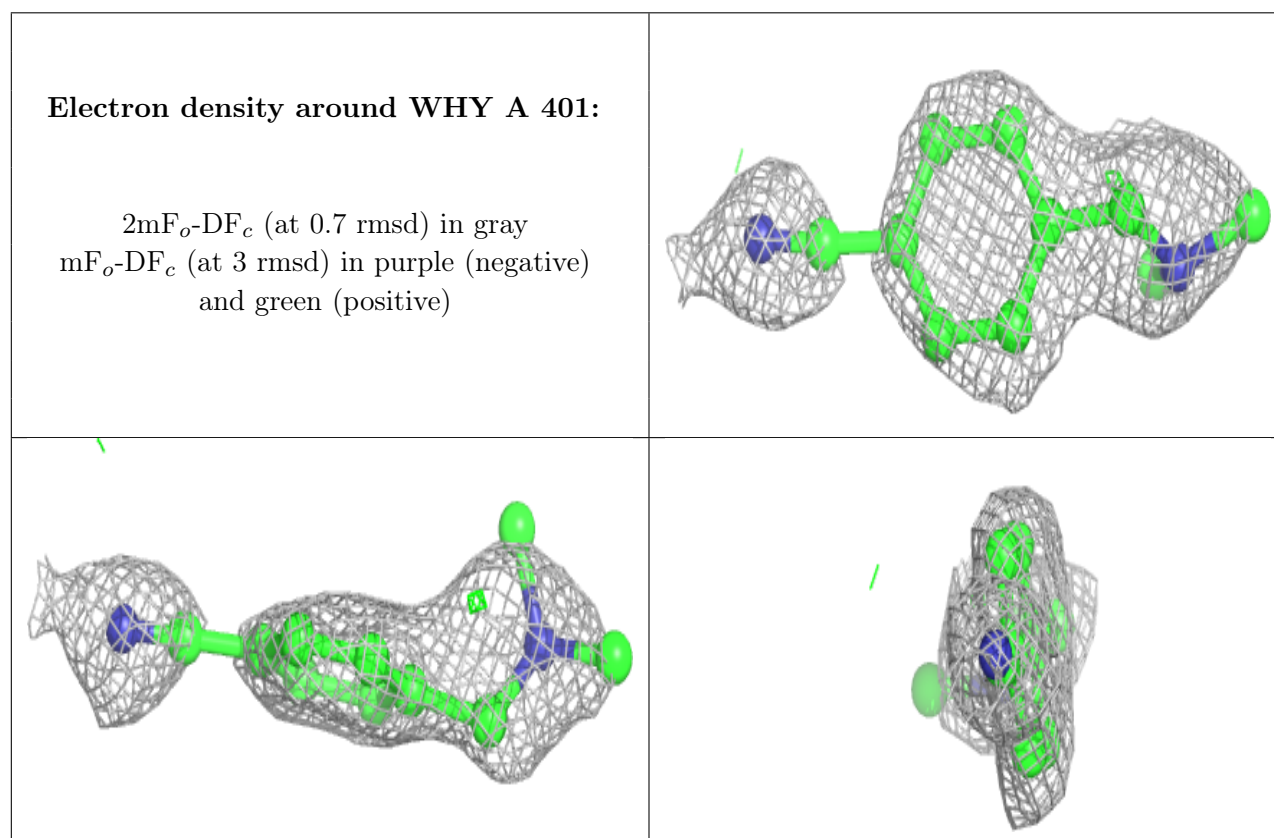 Electron density around WHY A 401:
2mFo-DFc (at 0.7 rmsd) in gray
mFo-DFc (at 3 rmsd) in purple (negative)
and green (positive)